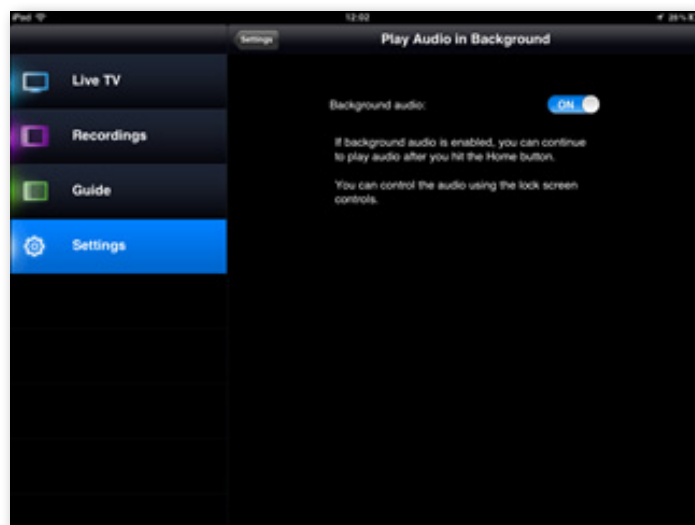 iPad 12:02
Settings Play Audio in Background
Live TV
Recordings
Guide
Settings
Background audio: ON
If background audio is enabled, you can continue
to play audio after you hit the Home button.
You can control the audio using the lock screen
controls.